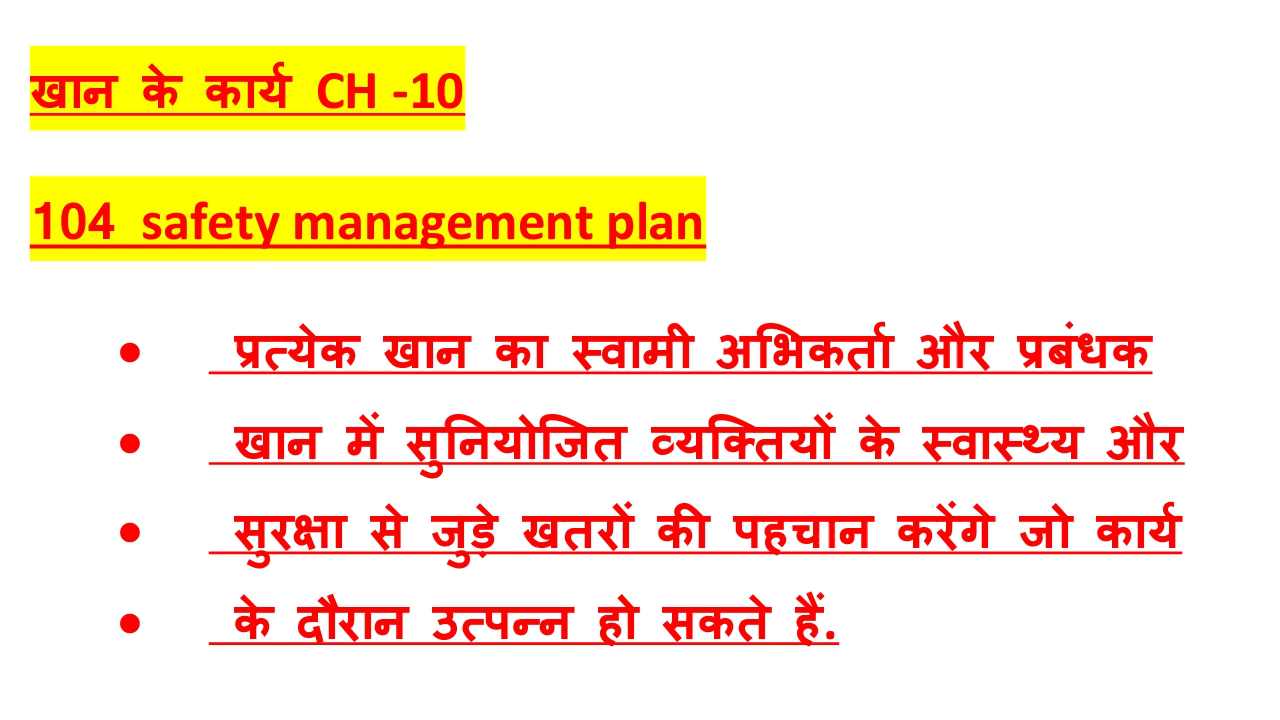 खान के कार्य CH -10
104 safety management plan
• प्रत्येक खान का स्वामी अभिकर्ता और प्रबंधक
• खान में सुनियोजित व्यक्तियों के स्वास्थ्य और
• सुरक्षा से जुड़े खतरों की पहचान करेंगे जो कार्य
• के दौरान उत्पन्न हो सकते हैं.